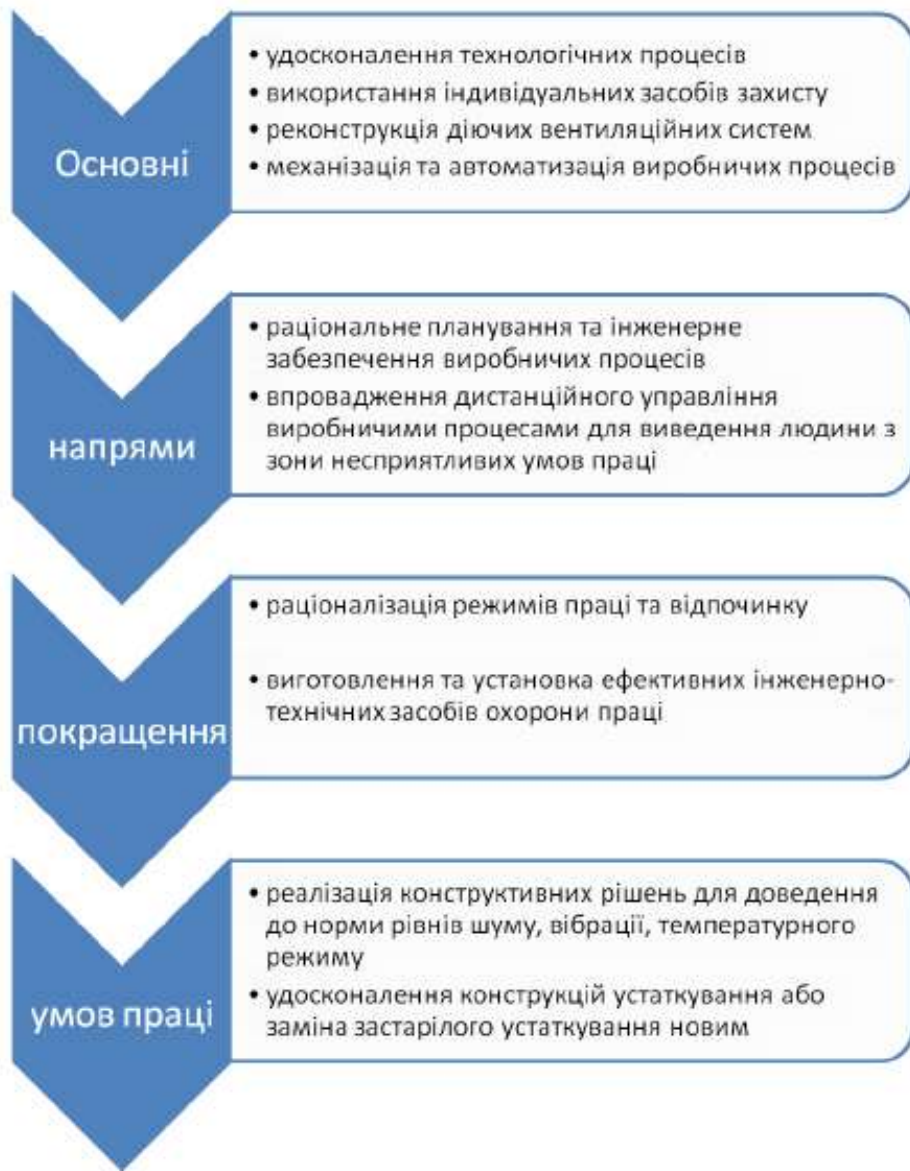 Основні
• удосконалення технологічних процесів
• використання індивідуальних засобів захисту
• реконструкція діючих вентиляційних систем
• механізація та автоматизація виробничих процесів
напрями
• раціональне планування та інженерне
забезпечення виробничих процесів
• впровадження дистанційного управління
виробничими процесами для виведення людини з
зони несприятливих умов праці
покращення
• раціоналізація режимів праці та відпочинку
• виготовлення та установка ефективних інженерно-
технічних засобів охорони праці
умов праці
• реалізація конструктивних рішень для доведення
до норми рівнів шуму, вібрації, температурного
режиму
• удосконалення конструкцій устаткування або
заміна застарілого устаткування новим